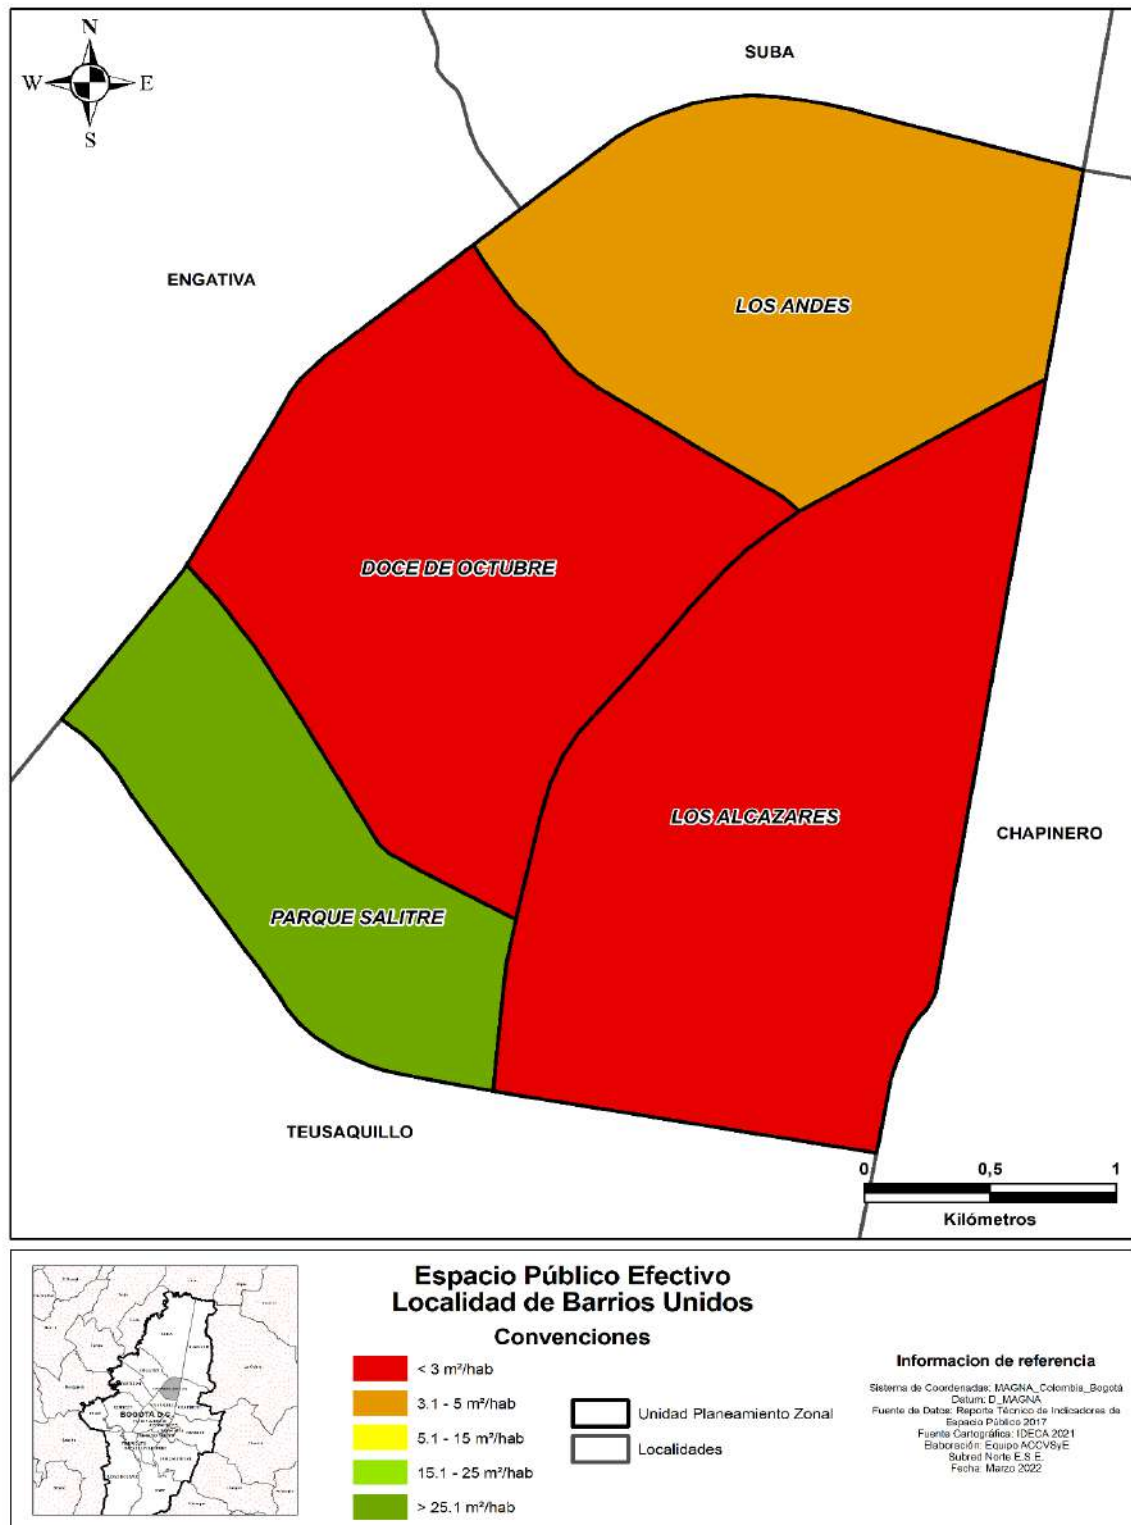 N
W E
S
SUBA
ENGATIVA
LOS ANDES
DOCE DE OCTUBRE
LOS ALCAZARES
CHAPINERO
PARQUE SALITRE
TEUSAQUILLO
0 0,5 1
Kilómetros
Espacio Público Efectivo
Localidad de Barrios Unidos
Convenciones
< 3 m²/hab
3.1 - 5 m²/hab
5.1 - 15 m²/hab
15.1 - 25 m²/hab
> 25.1 m²/hab
Unidad Planeamiento Zonal
Localidades
Informacion de referencia
Sistema de Coordenadas: MAGNA_Colombia_Bogotá
Datum: D_MAGNA
Fuente de Datos: Reporte Técnico de Indicadores de
Espacio Público 2017
Fuente Cartográfica: IDECA 2021
Elaboración: Equipo ACCVSyE
Subred Norte E.S.E.
Fecha: Marzo 2022
BOGOTA D.C.